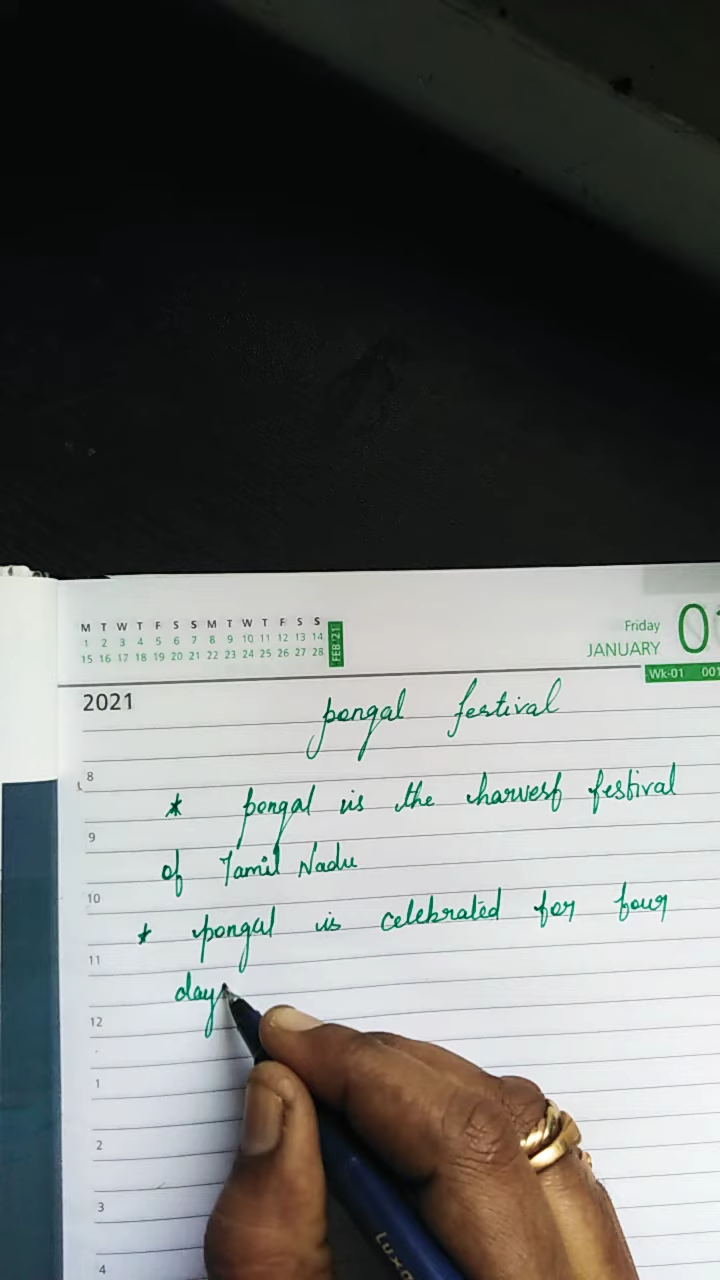 M T W T F S S M T W T F S S
1 2 3 4 5 6 7 8 9 10 11 12 13 14
15 16 17 18 19 20 21 22 23 24 25 26 27 28
FEB '21
Friday
JANUARY
Wk-01 001
2021
pongal festival
8
* pongal is the harvest festival
9
of Tamil Nadu
10
* pongal is celebrated for four
11
days
12
1
2
3
4